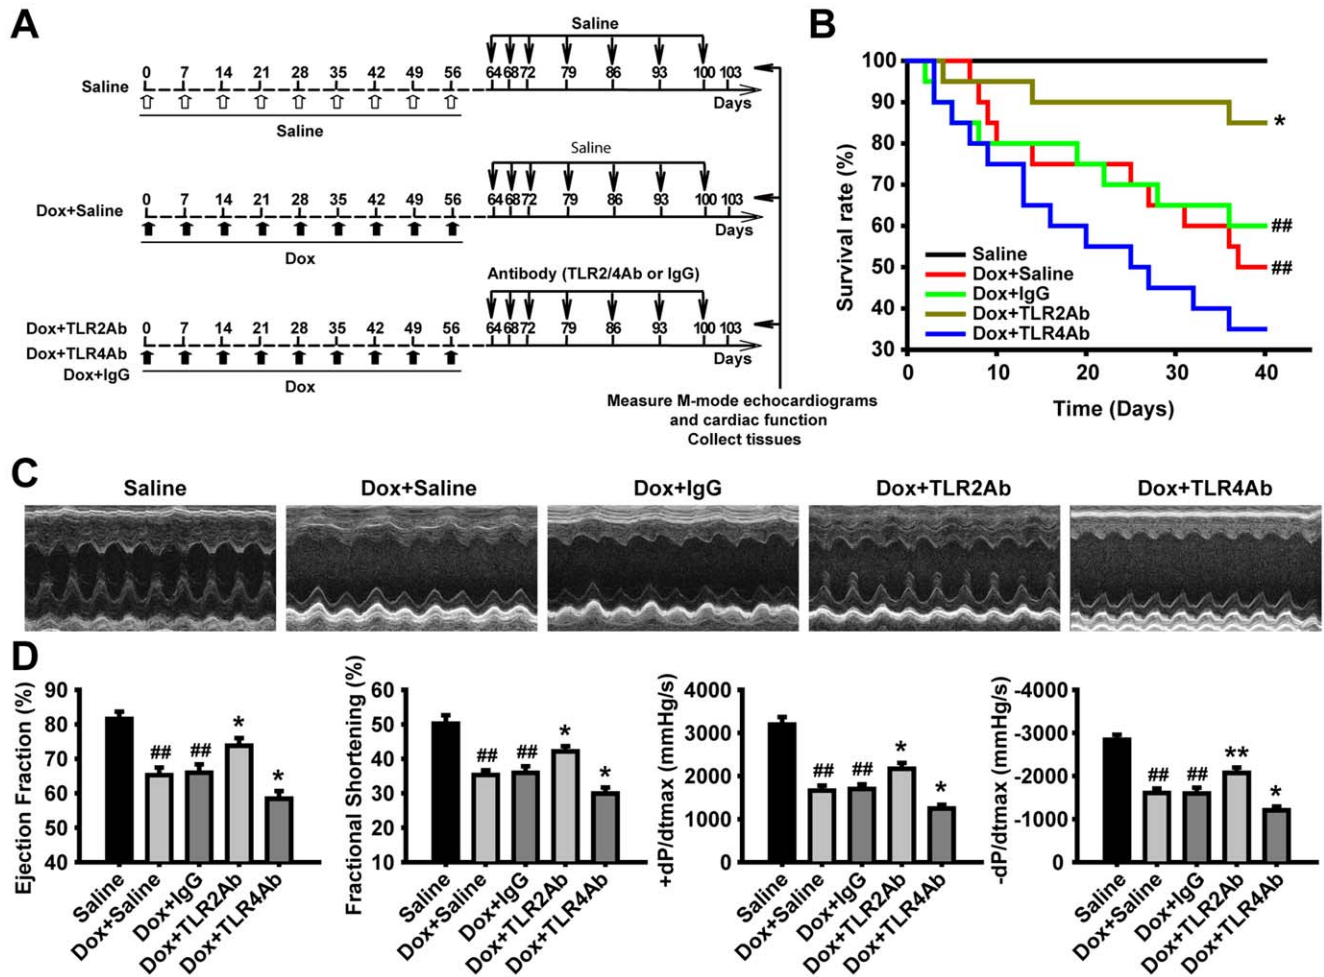 A
Saline
0 7 14 21 28 35 42 49 56 64 68 72 79 86 93 100 103
Saline
Days
Saline
Saline
0 7 14 21 28 35 42 49 56 64 68 72 79 86 93 100 103
Dox+Saline
Days
Dox
Antibody (TLR2/4Ab or IgG)
Dox+TLR2Ab 0 7 14 21 28 35 42 49 56 64 68 72 79 86 93 100 103
Dox+TLR4Ab
Days
Dox+IgG
Dox
Measure M-mode echocardiograms
and cardiac function
Collect tissues
B
Survival rate (%)
100
90
80
70
60
50
40
30
*
##
##
Saline
Dox+Saline
Dox+IgG
Dox+TLR2Ab
Dox+TLR4Ab
0 10 20 30 40
Time (Days)
C
Saline
Dox+Saline
Dox+IgG
Dox+TLR2Ab
Dox+TLR4Ab
D
Ejection Fraction (%)
90
80
70
60
50
40
## ## * *
Saline
Dox+Saline
Dox+IgG
Dox+TLR2Ab
Dox+TLR4Ab
Fractional Shortening (%)
60
50
40
30
20
10
## ## * *
Saline
Dox+Saline
Dox+IgG
Dox+TLR2Ab
Dox+TLR4Ab
+dP/dtmax (mmHg/s)
4000
3000
2000
1000
0
## ## * *
Saline
Dox+Saline
Dox+IgG
Dox+TLR2Ab
Dox+TLR4Ab
-dP/dtmax (mmHg/s)
-4000
-3000
-2000
-1000
0
## ## ** *
Saline
Dox+Saline
Dox+IgG
Dox+TLR2Ab
Dox+TLR4Ab